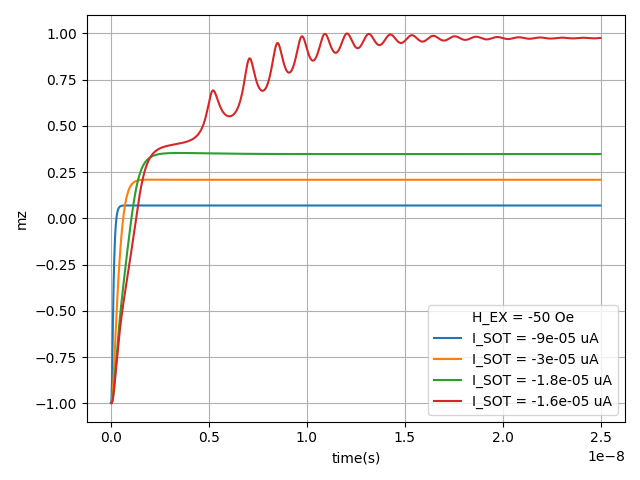 1.00
0.75
0.50
0.25
0.00
−0.25
−0.50
−0.75
−1.00
mz
H_EX = -50 Oe
I_SOT = -9e-05 uA
I_SOT = -3e-05 uA
I_SOT = -1.8e-05 uA
I_SOT = -1.6e-05 uA
0.0 0.5 1.0 1.5 2.0 2.5
1e−8
time(s)